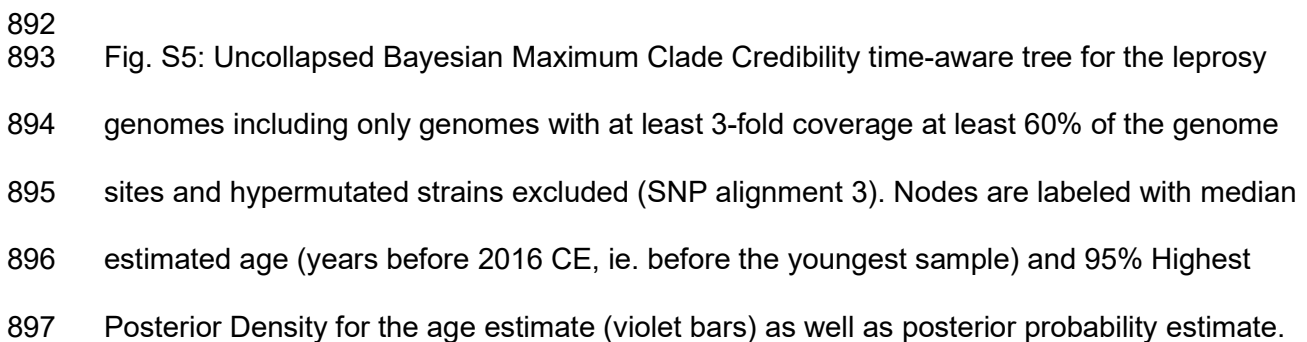 892
893 Fig. S5: Uncollapsed Bayesian Maximum Clade Credibility time-aware tree for the leprosy
894 genomes including only genomes with at least 3-fold coverage at least 60% of the genome
895 sites and hypermutated strains excluded (SNP alignment 3). Nodes are labeled with median
896 estimated age (years before 2016 CE, ie. before the youngest sample) and 95% Highest
897 Posterior Density for the age estimate (violet bars) as well as posterior probability estimate.